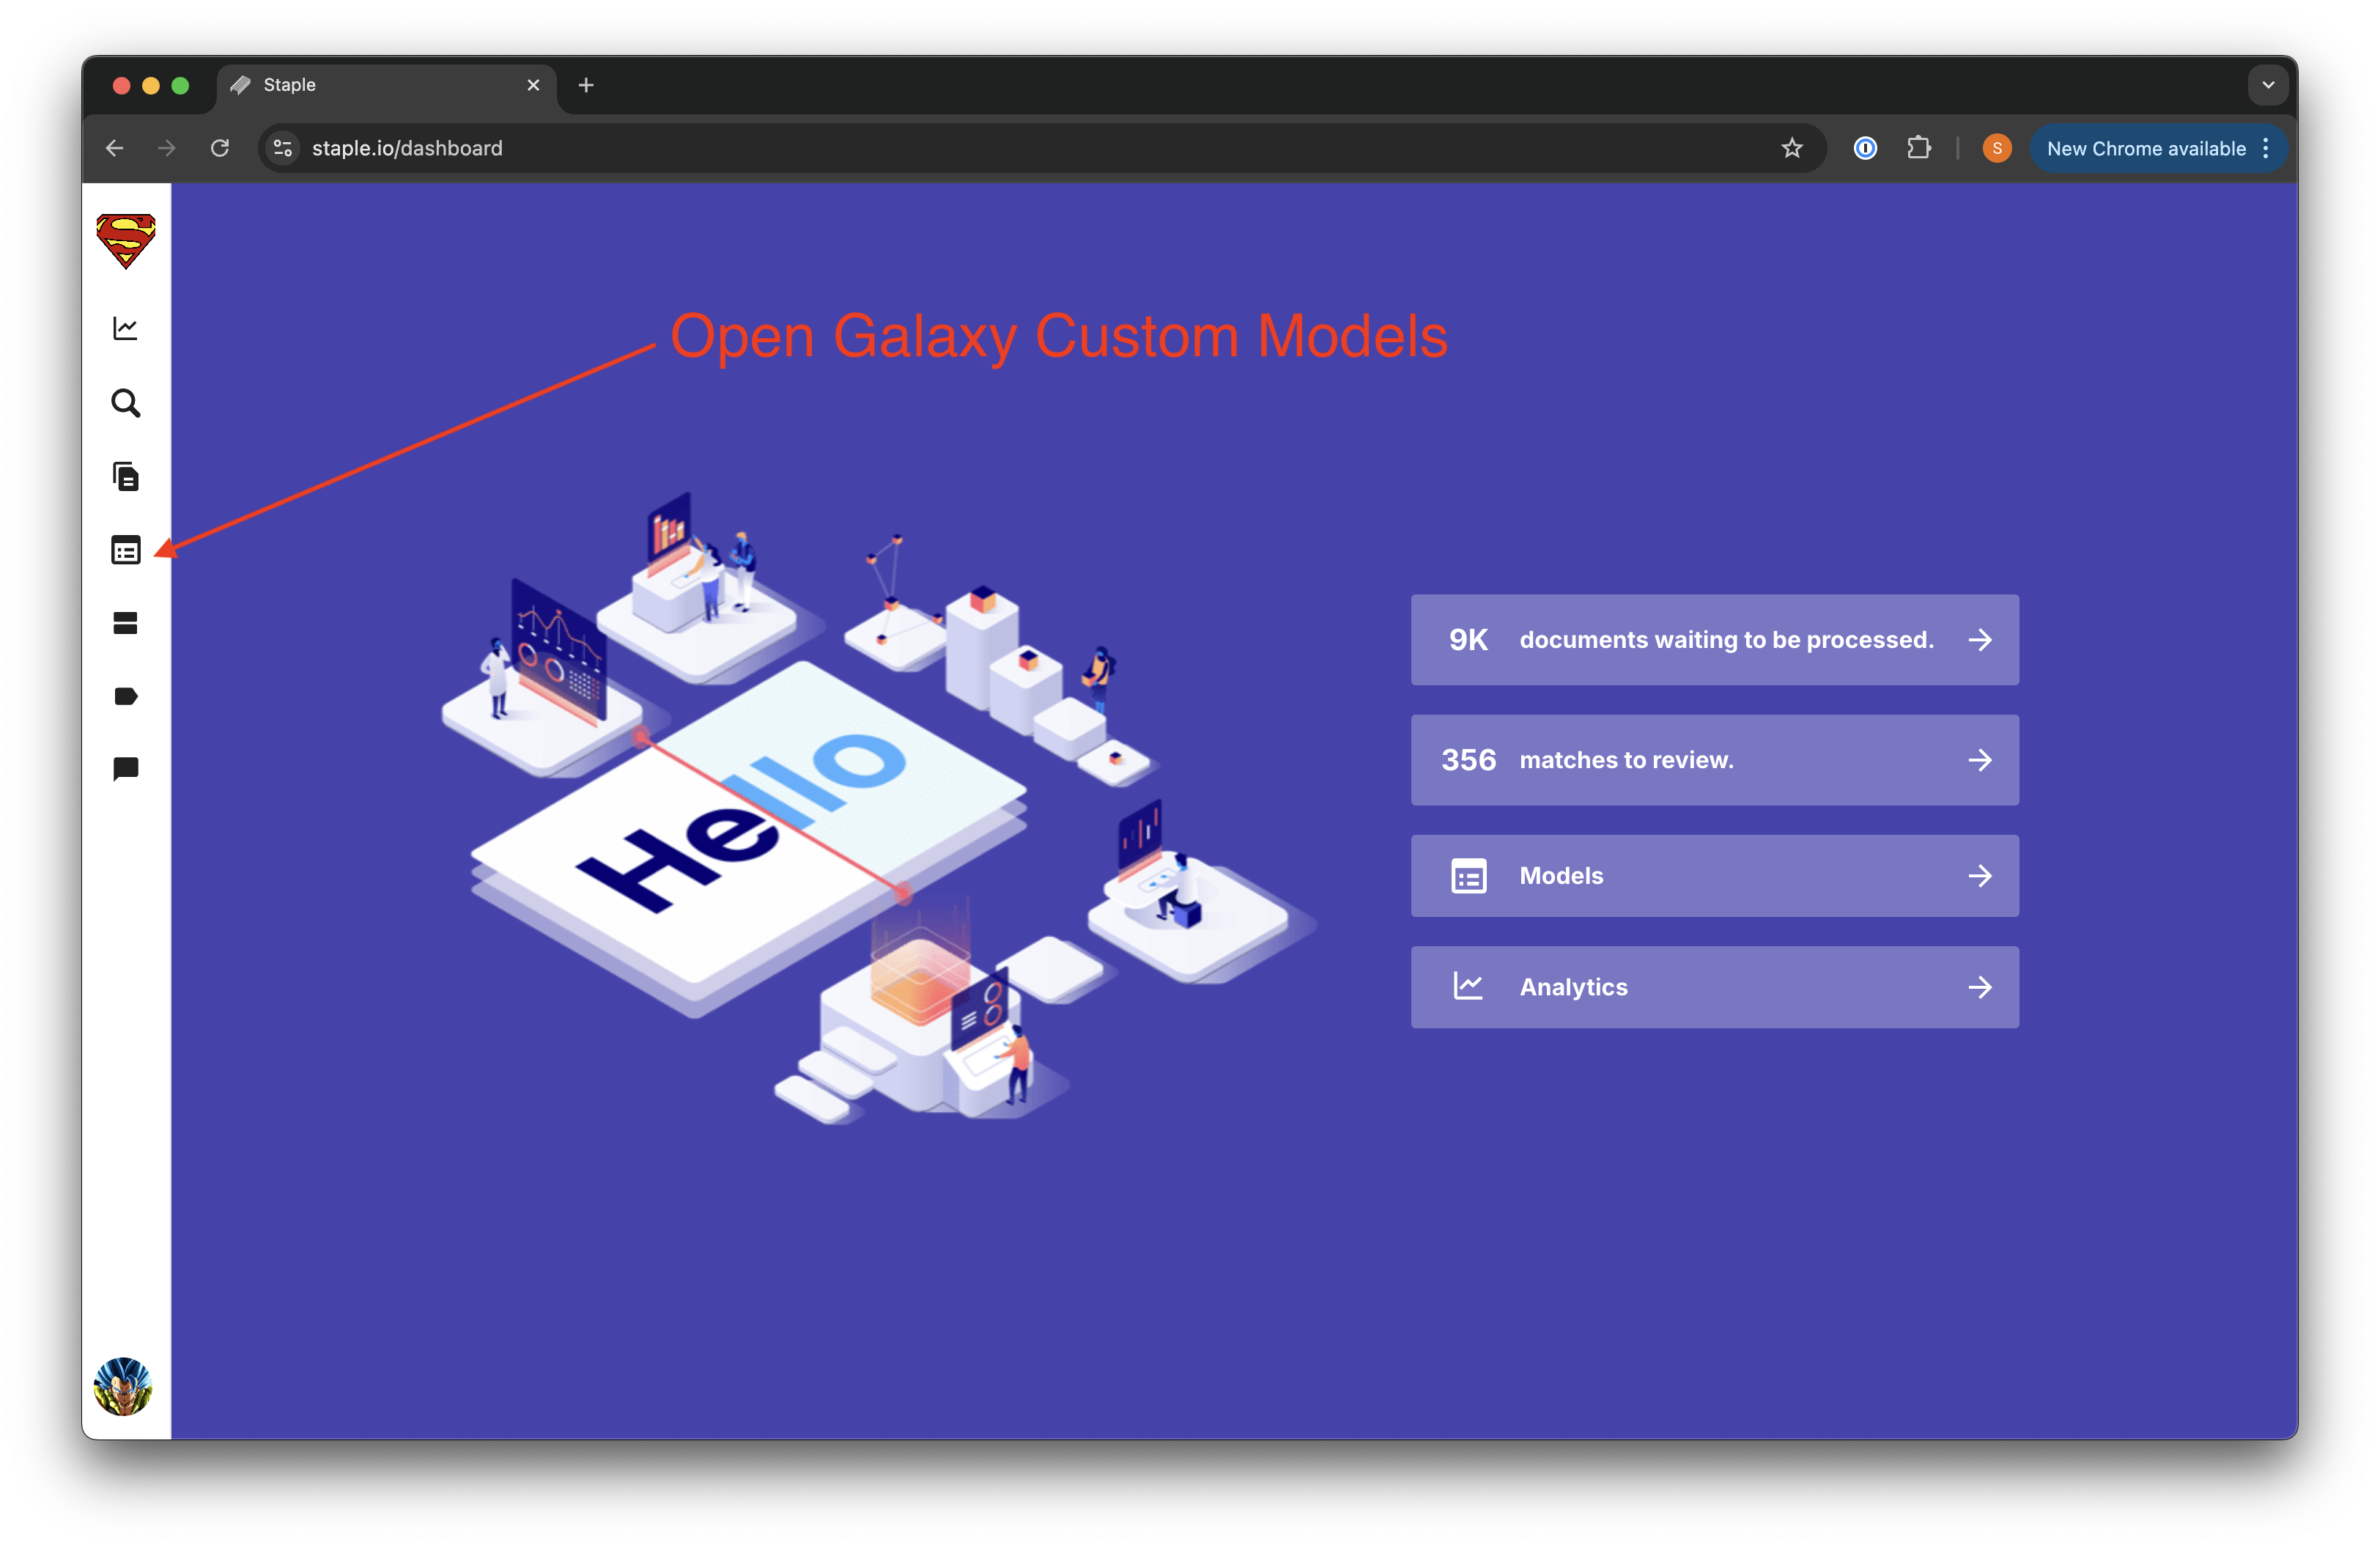 Staple
staple.io/dashboard
S
New Chrome available
Open Galaxy Custom Models
Hello
9K documents waiting to be processed.
356 matches to review.
Models
Analytics